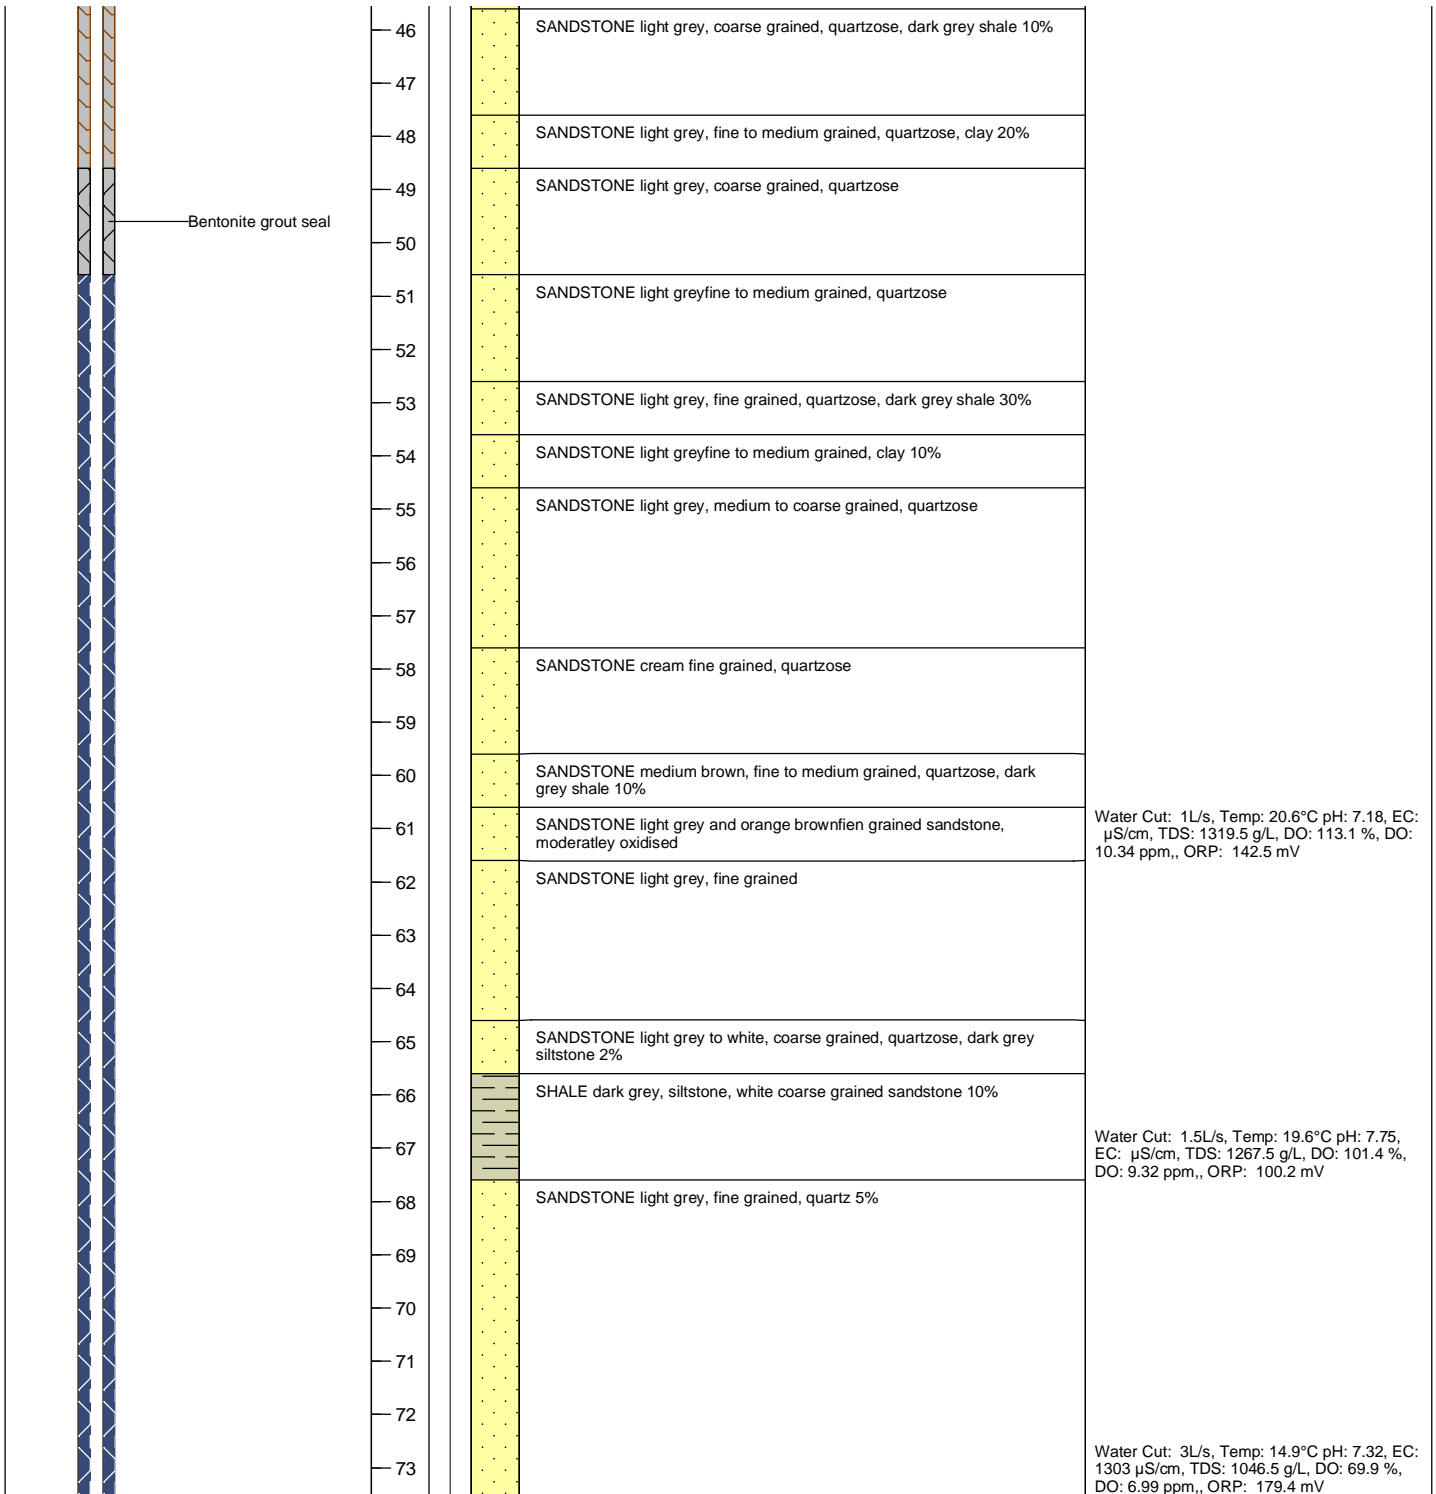 46
SANDSTONE light grey, coarse grained, quartzose, dark grey shale 10%
47
48
SANDSTONE light grey, fine to medium grained, quartzose, clay 20%
49
SANDSTONE light grey, coarse grained, quartzose
Bentonite grout seal
50
51
SANDSTONE light greyfine to medium grained, quartzose
52
53
SANDSTONE light grey, fine grained, quartzose, dark grey shale 30%
54
SANDSTONE light greyfine to medium grained, clay 10%
55
SANDSTONE light grey, medium to coarse grained, quartzose
56
57
58
SANDSTONE cream fine grained, quartzose
59
60
SANDSTONE medium brown, fine to medium grained, quartzose, dark
grey shale 10%
61
SANDSTONE light grey and orange brownfien grained sandstone,
moderatley oxidised
Water Cut: 1L/s, Temp: 20.6°C pH: 7.18, EC:
µS/cm, TDS: 1319.5 g/L, DO: 113.1 %, DO:
10.34 ppm,, ORP: 142.5 mV
62
SANDSTONE light grey, fine grained
63
64
65
SANDSTONE light grey to white, coarse grained, quartzose, dark grey
siltstone 2%
66
SHALE dark grey, siltstone, white coarse grained sandstone 10%
67
Water Cut: 1.5L/s, Temp: 19.6°C pH: 7.75,
EC: µS/cm, TDS: 1267.5 g/L, DO: 101.4 %,
DO: 9.32 ppm,, ORP: 100.2 mV
68
SANDSTONE light grey, fine grained, quartz 5%
69
70
71
72
73
Water Cut: 3L/s, Temp: 14.9°C pH: 7.32, EC:
1303 µS/cm, TDS: 1046.5 g/L, DO: 69.9 %,
DO: 6.99 ppm,, ORP: 179.4 mV